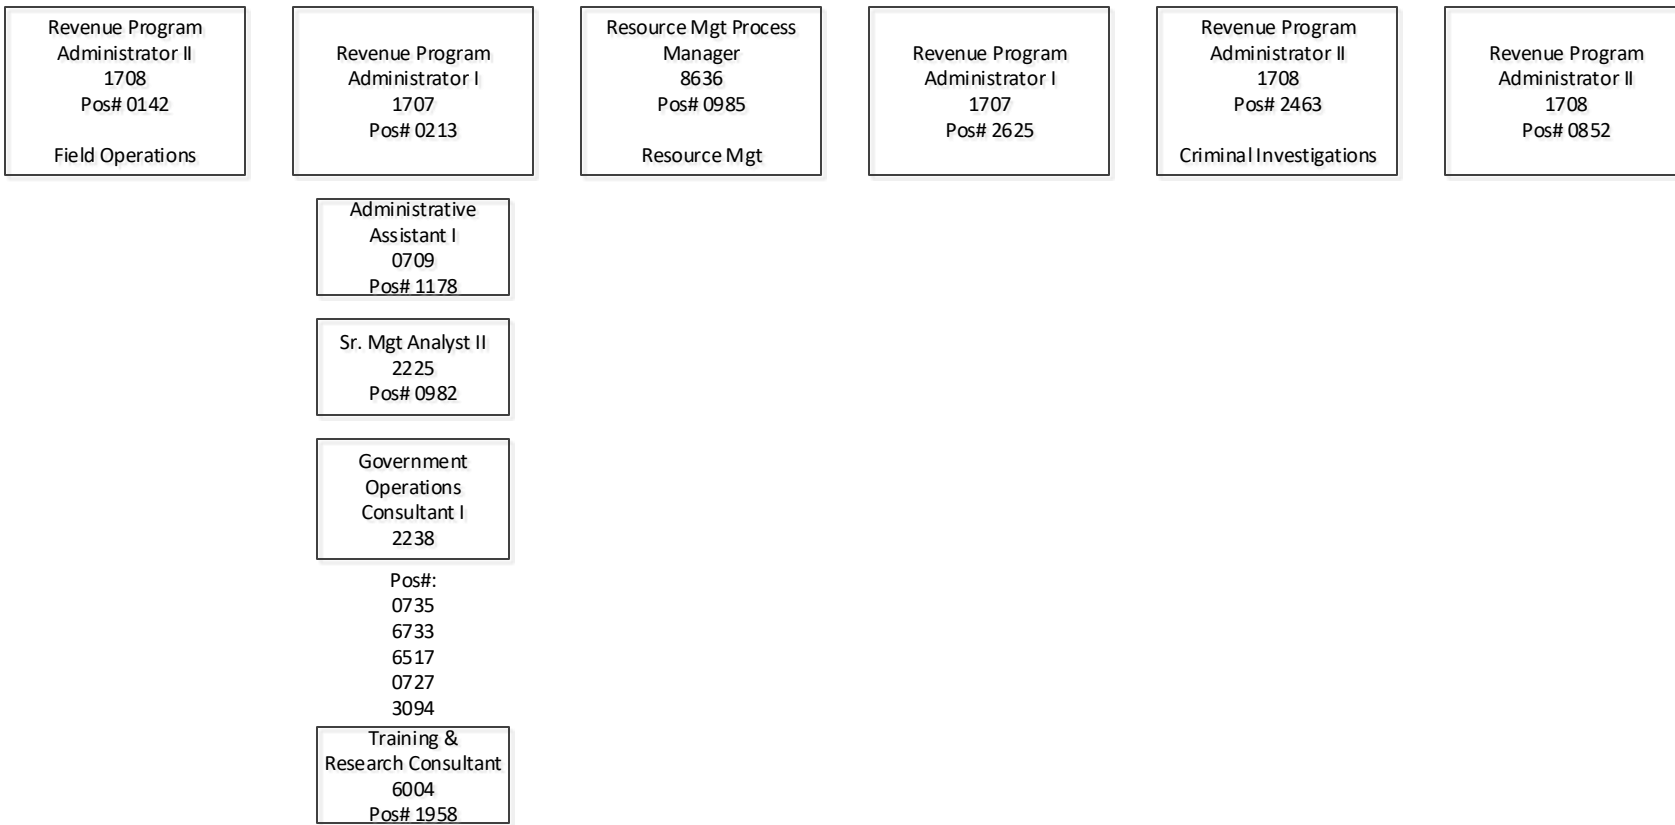 Revenue Program
Administrator II
1708
Pos# 0142
Field Operations
Revenue Program
Administrator I
1707
Pos# 0213
Resource Mgt Process
Manager
8636
Pos# 0985
Resource Mgt
Revenue Program
Administrator I
1707
Pos# 2625
Revenue Program
Administrator II
1708
Pos# 2463
Criminal Investigations
Revenue Program
Administrator II
1708
Pos# 0852
Administrative
Assistant I
0709
Pos# 1178
Sr. Mgt Analyst II
2225
Pos# 0982
Government
Operations
Consultant I
2238
Pos#:
0735
6733
6517
0727
3094
Training &
Research Consultant
6004
Pos# 1958